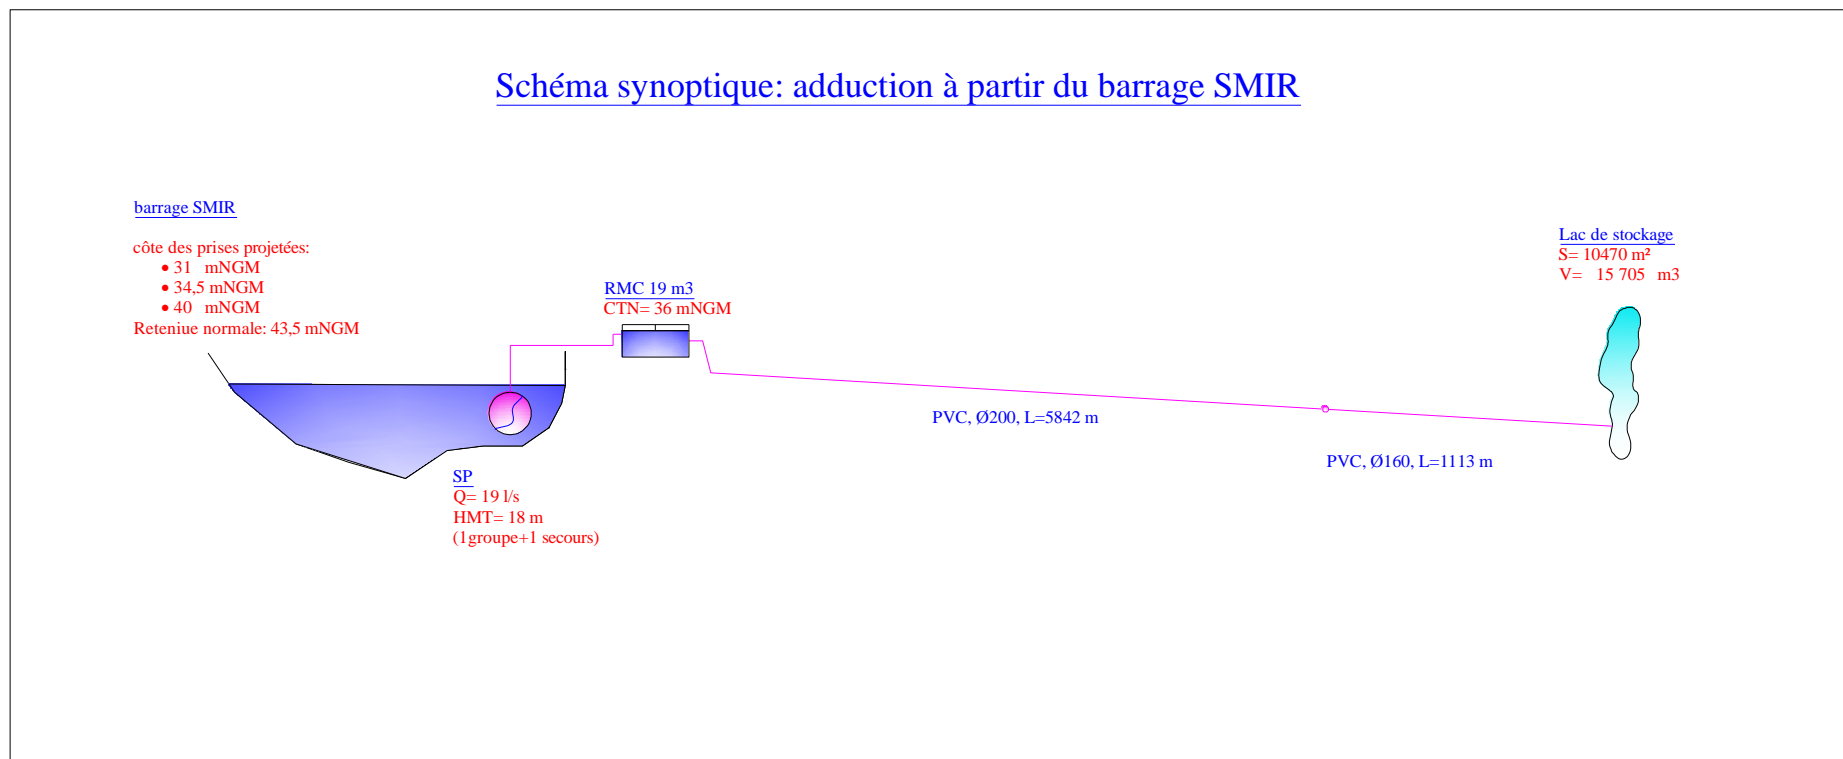 Schéma synoptique: adduction à partir du barrage SMIR
barrage SMIR
côte des prises projetées:
• 31 mNGM
• 34,5 mNGM
• 40 mNGM
Reteniue normale: 43,5 mNGM
RMC 19 m3
CTN= 36 mNGM
Lac de stockage
S= 10470 m²
V= 15 705 m3
PVC, Ø200, L=5842 m
PVC, Ø160, L=1113 m
SP
Q= 19 l/s
HMT= 18 m
(1groupe+1 secours)